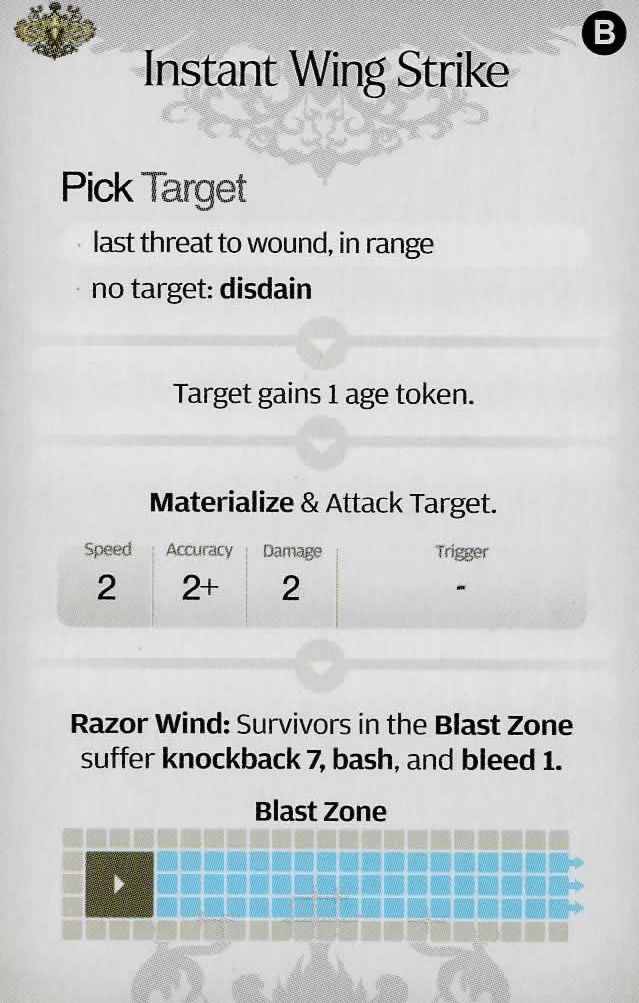 B
Instant Wing Strike
Pick Target
· last threat to wound, in range
· no target: disdain
Target gains 1 age token.
Materialize & Attack Target.
Speed Accuracy Damage Trigger
2 2+ 2 -
Razor Wind: Survivors in the Blast Zone
suffer knockback 7, bash, and bleed 1.
Blast Zone